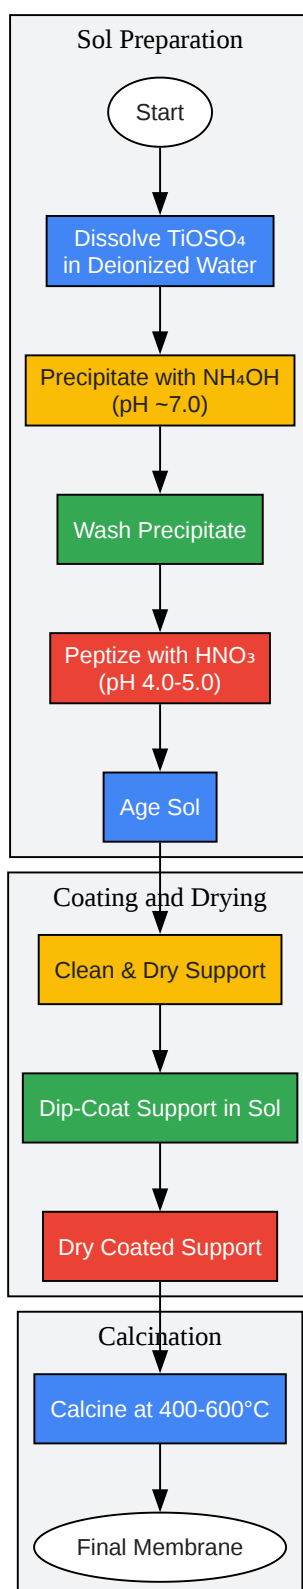 Sol Preparation
Start
Dissolve TiOSO₄
in Deionized Water
Precipitate with NH₄OH
(pH ~7.0)
Wash Precipitate
Peptize with HNO₃
(pH 4.0-5.0)
Age Sol
Coating and Drying
Clean & Dry Support
Dip-Coat Support in Sol
Dry Coated Support
Calcination
Calcine at 400-600°C
Final Membrane